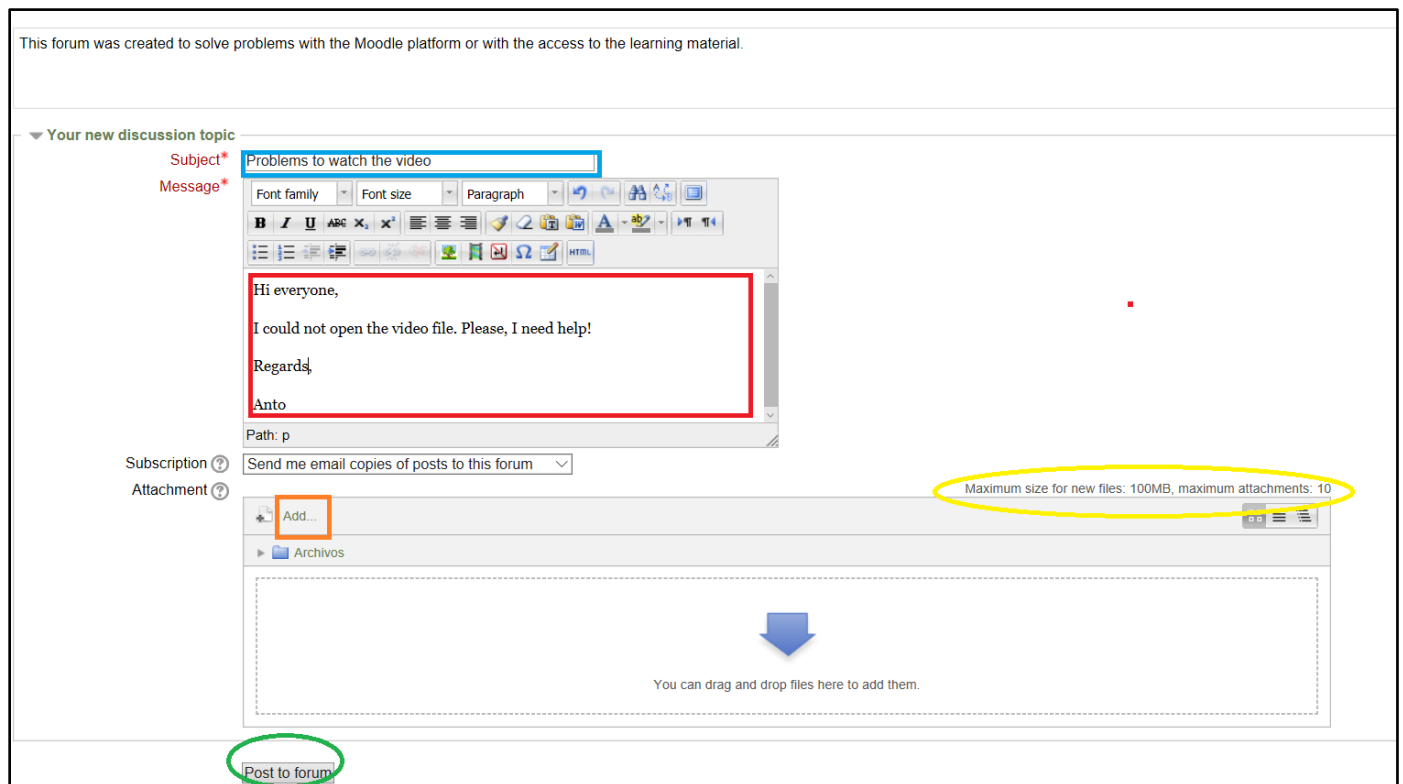 This forum was created to solve problems with the Moodle platform or with the access to the learning material.
Your new discussion topic
Subject*
Problems to watch the video
Message*
Font family
Font size
Paragraph
B I U ABC X₂ X²
HTML
Hi everyone,
I could not open the video file. Please, I need help!
Regards,
Anto
Path: p
Subscription
Send me email copies of posts to this forum
Attachment
Maximum size for new files: 100MB, maximum attachments: 10
Add...
Archivos
You can drag and drop files here to add them.
Post to forum